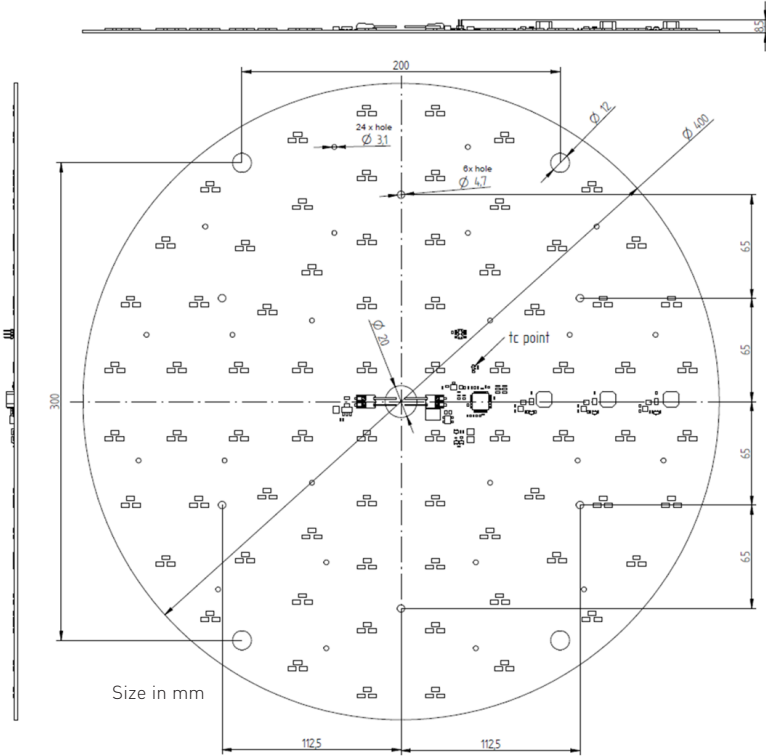 8,5
200
24 x hole
Ø 3,1
Ø 12
Ø 400
6x hole
Ø 4,7
65
65
Ø 20
tc point
300
65
65
Size in mm
112,5
112,5